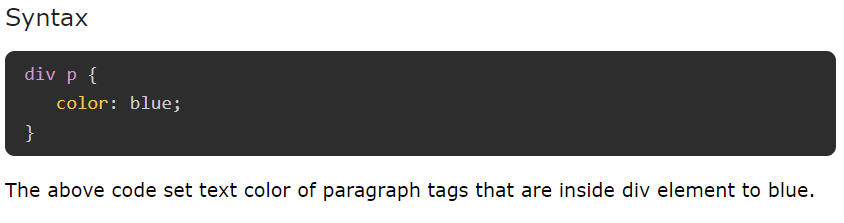 Syntax
div p {
color: blue;
}
The above code set text color of paragraph tags that are inside div element to blue.